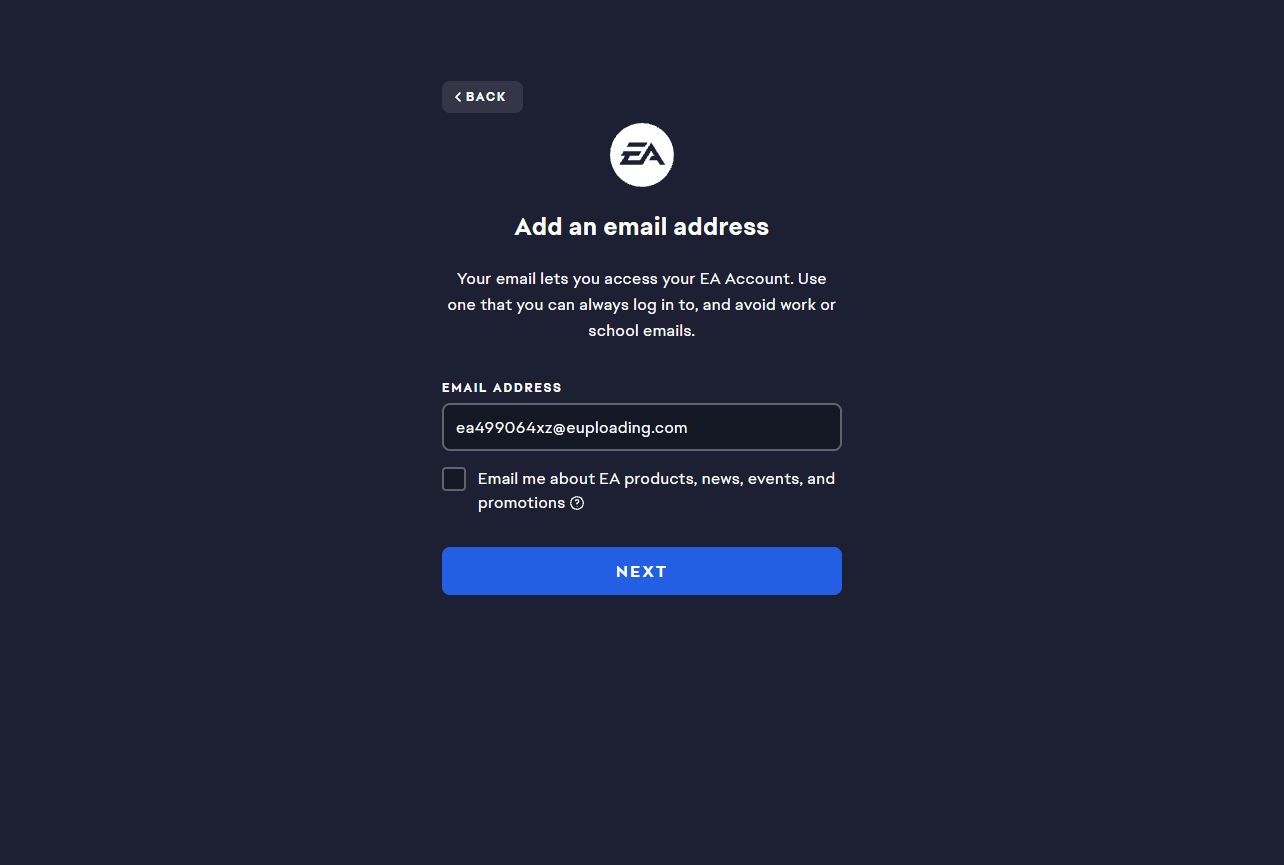 BACK
EA
Add an email address
Your email lets you access your EA Account. Use
one that you can always log in to, and avoid work or
school emails.
EMAIL ADDRESS
ea499064xz@euploading.com
Email me about EA products, news, events, and
promotions ?
NEXT